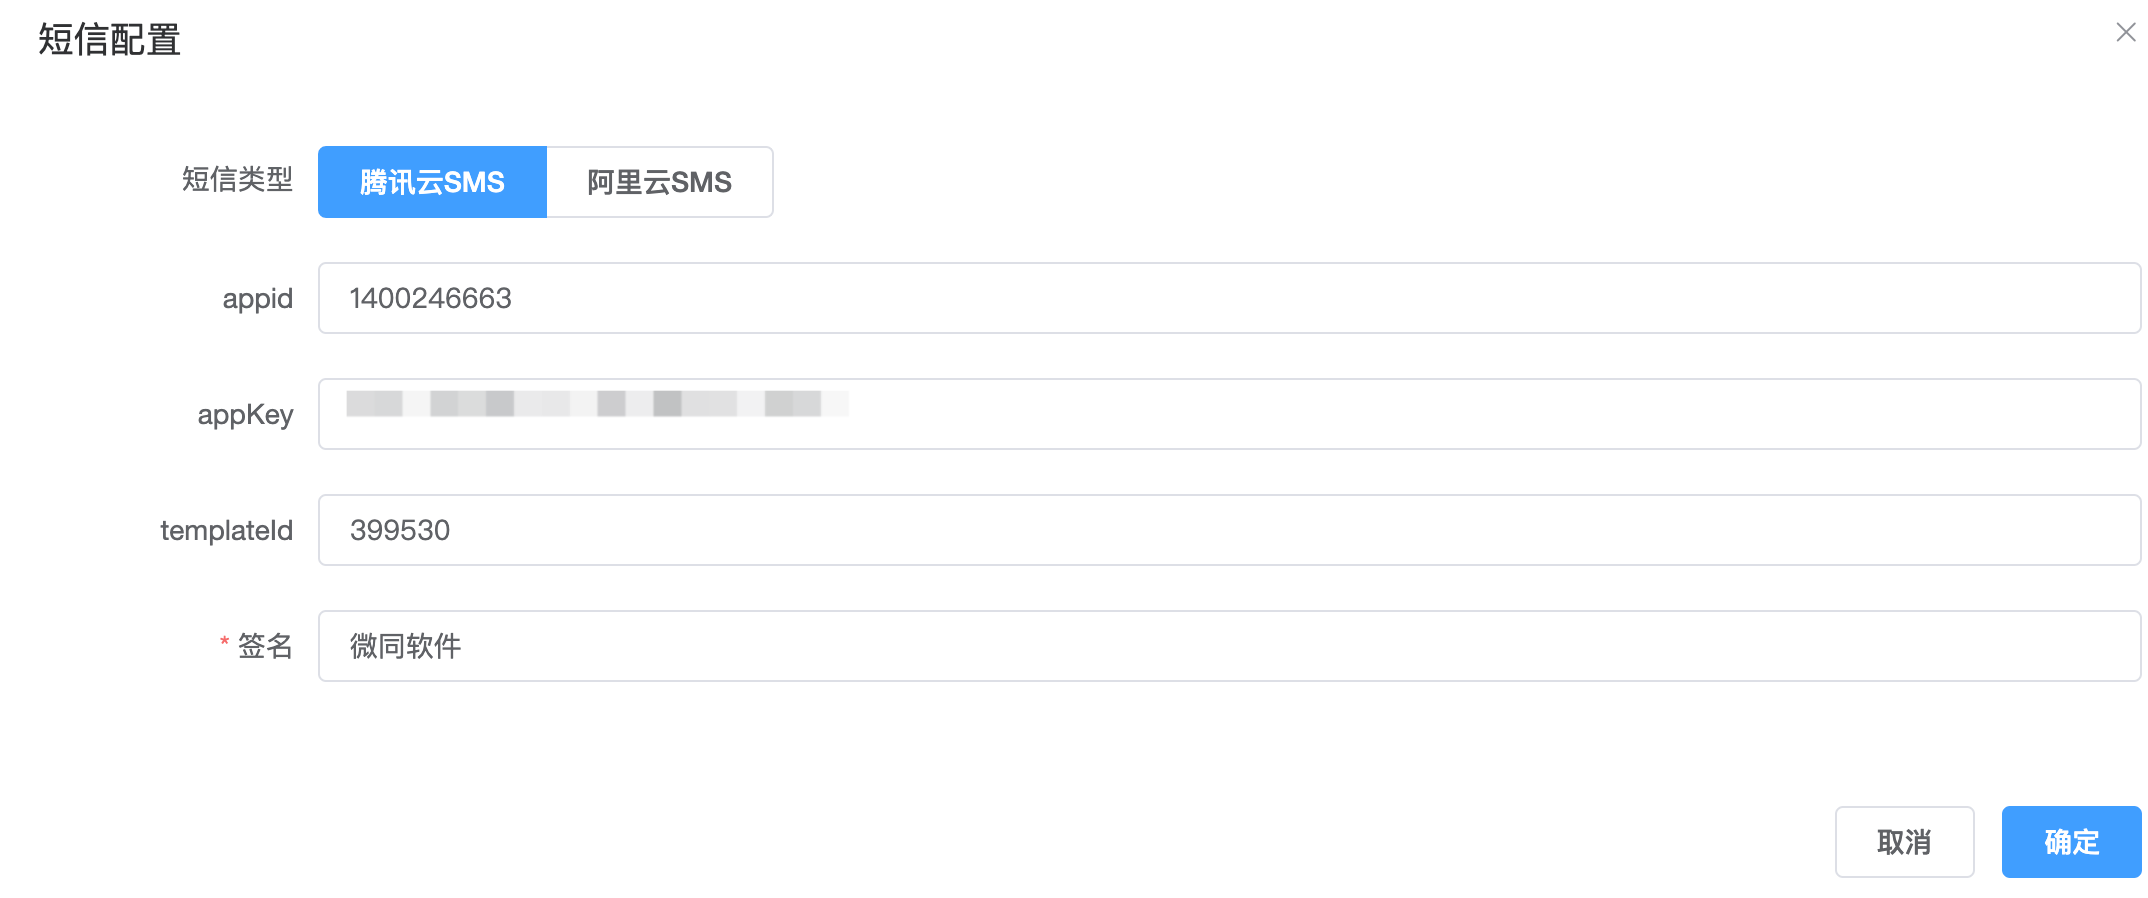 短信配置
短信类型 腾讯云SMS 阿里云SMS
appid 1400246663
appKey
templateId 399530
* 签名 微同软件
取消 确定